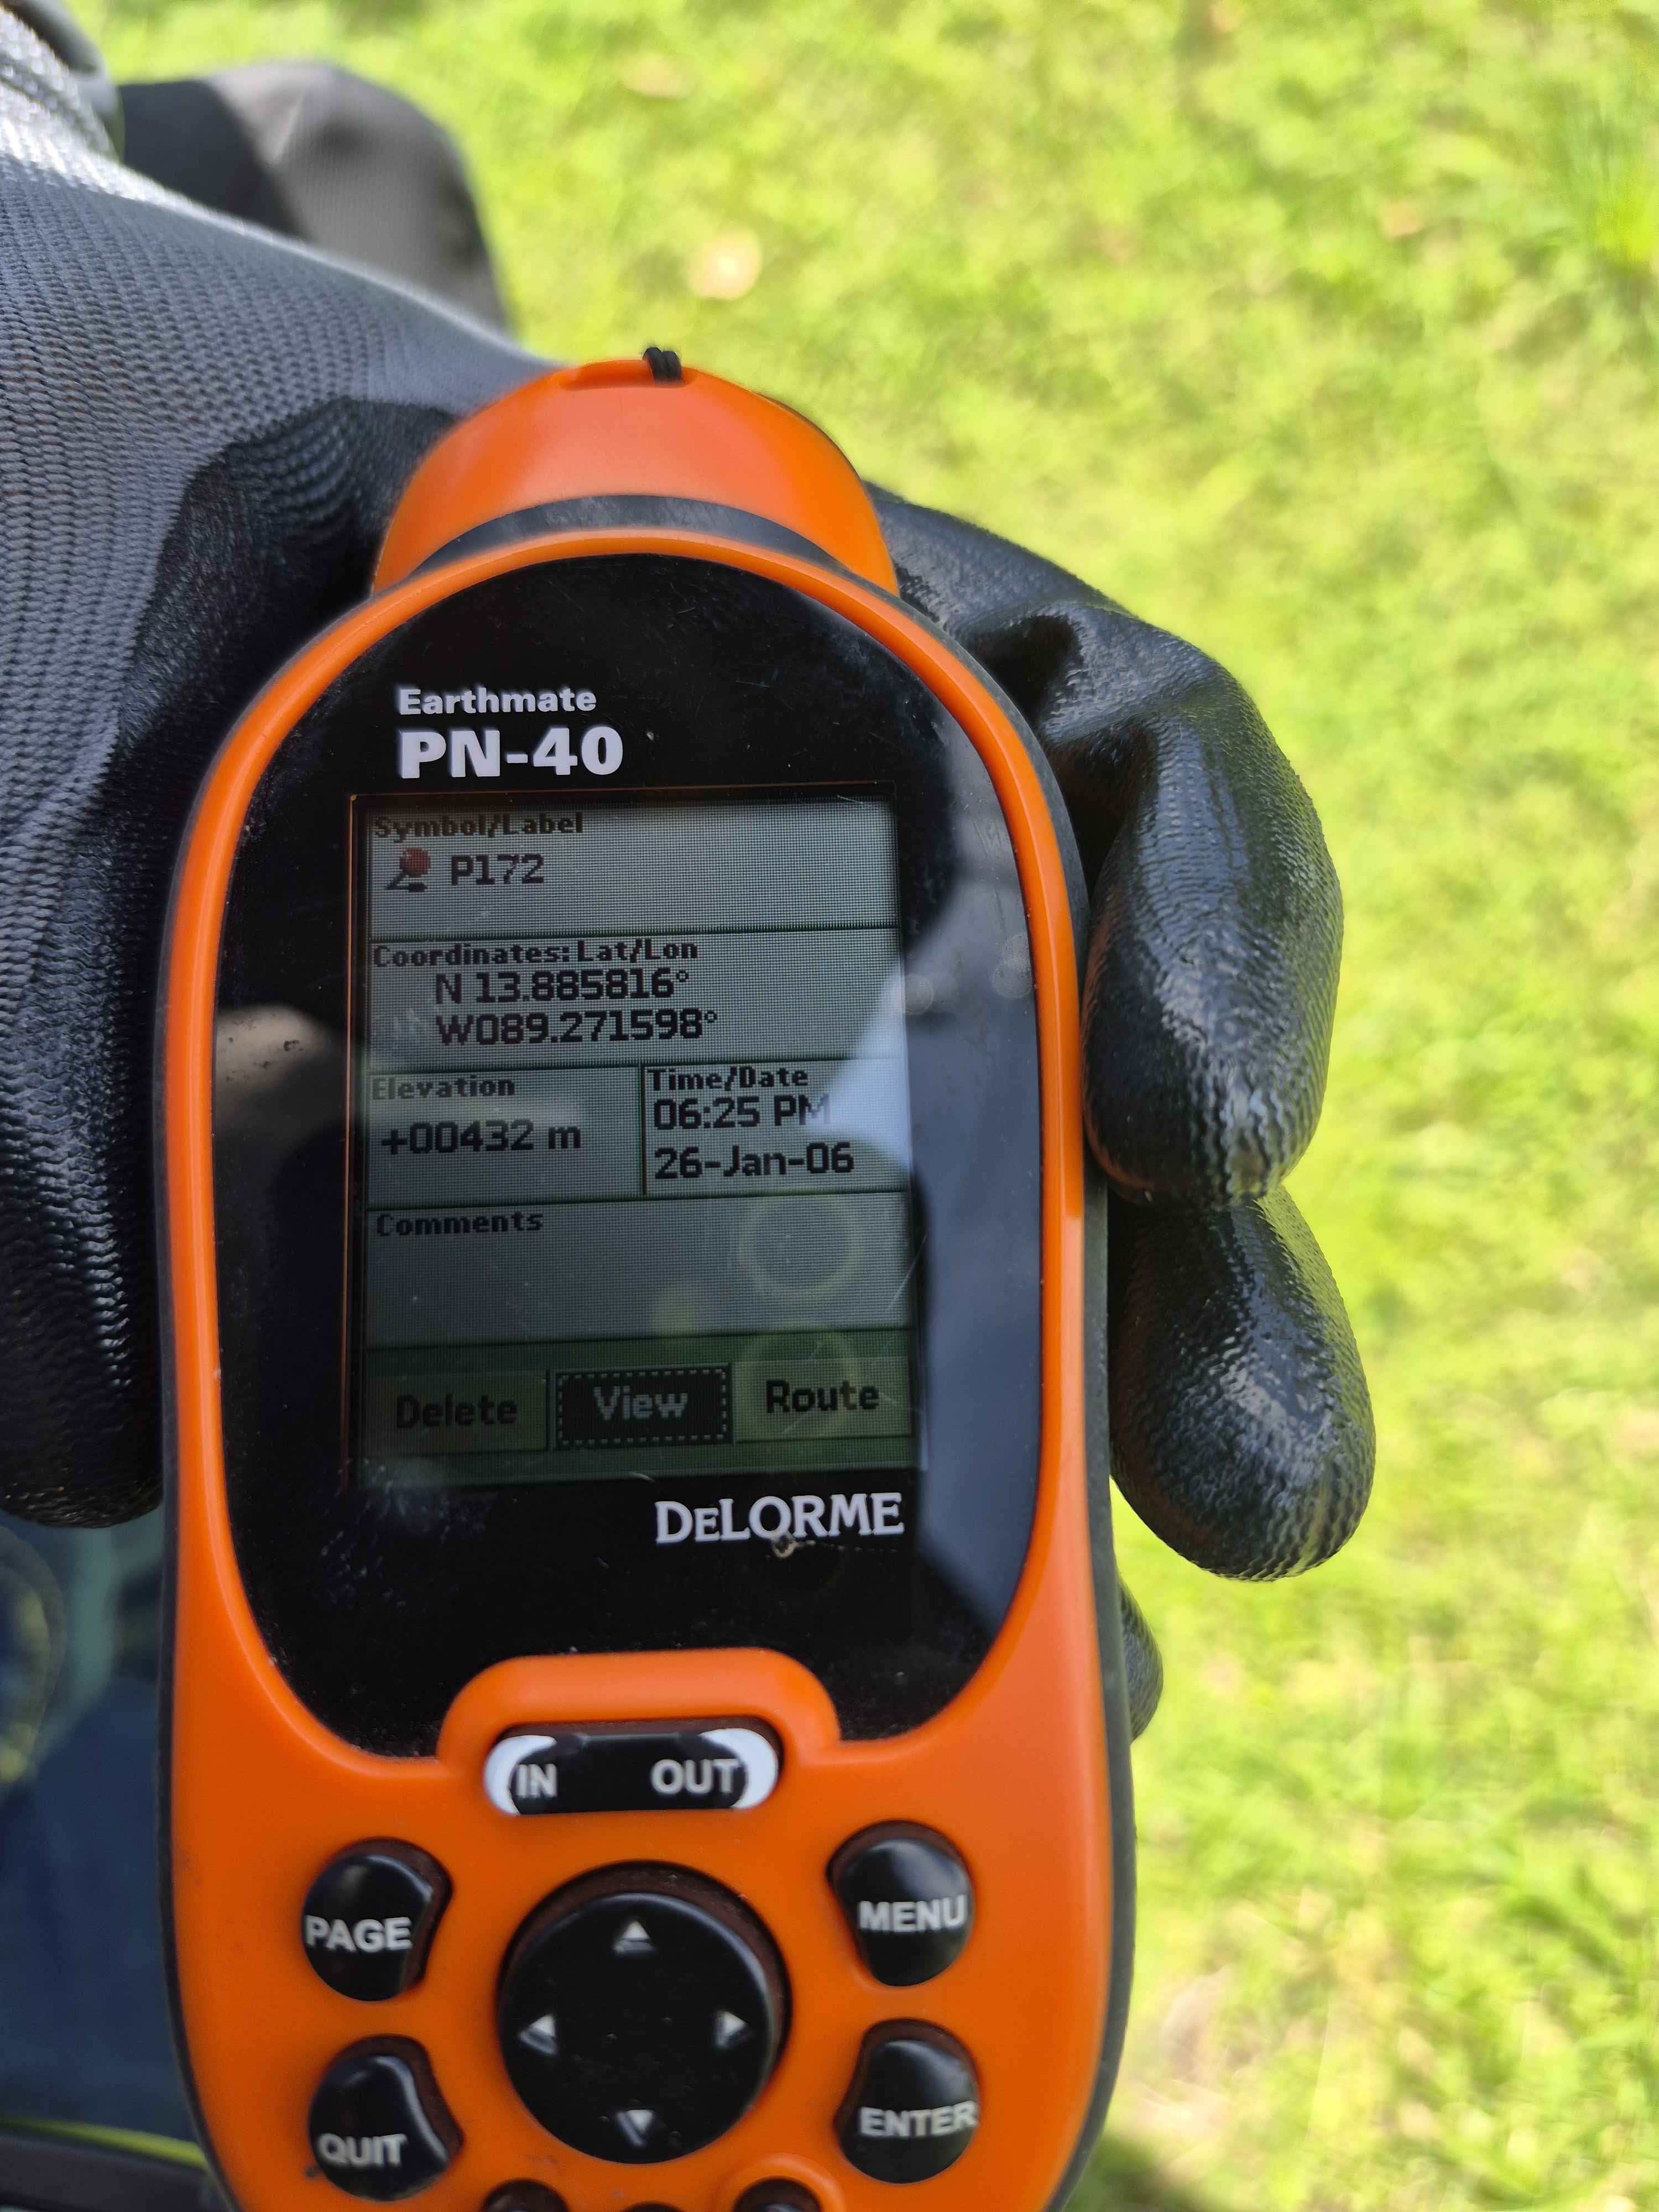 Earthmate
PN-40
Symbol/Label
P172
Coordinates: Lat/Lon
N 13.885816°
W089.271598°
Elevation
+00432 m
Time/Date
06:25 PM
26-Jan-06
Comments
Delete
View
Route
DELORME
IN
OUT
PAGE
MENU
QUIT
ENTER